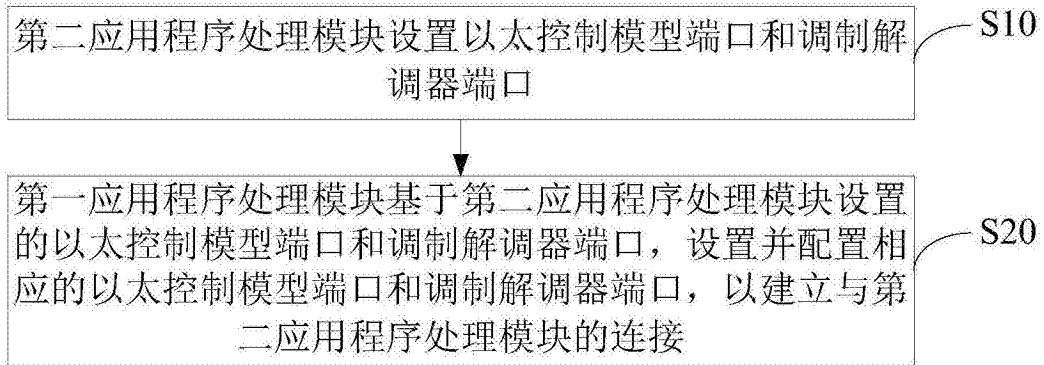 第二应用程序处理模块设置以太控制模型端口和调制解
调器端口
S10
第一应用程序处理模块基于第二应用程序处理模块设置
的以太控制模型端口和调制解调器端口，设置并配置相
应的以太控制模型端口和调制解调器端口，以建立与第
二应用程序处理模块的连接
S20